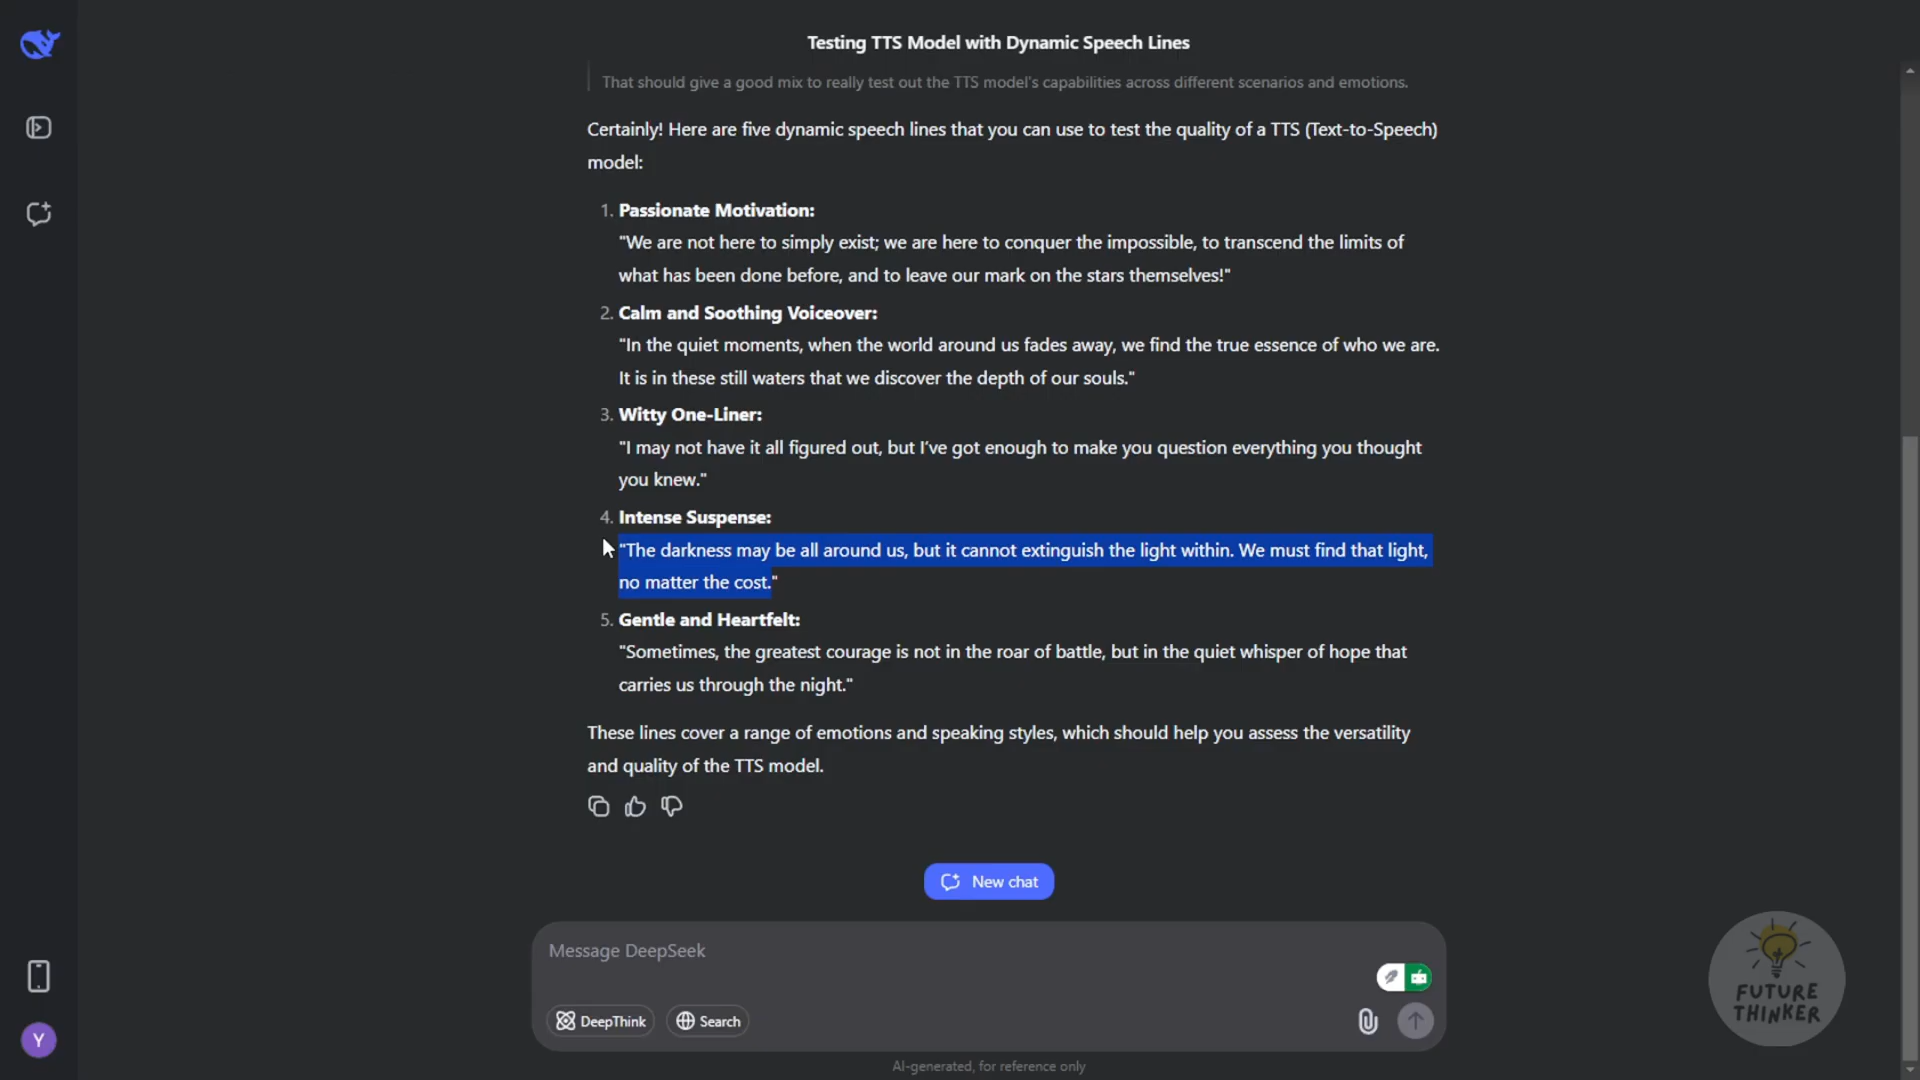 Testing TTS Model with Dynamic Speech Lines
That should give a good mix to really test out the TTS model's capabilities across different scenarios and emotions.
Certainly! Here are five dynamic speech lines that you can use to test the quality of a TTS (Text-to-Speech)
model:
1. Passionate Motivation:
"We are not here to simply exist; we are here to conquer the impossible, to transcend the limits of
what has been done before, and to leave our mark on the stars themselves!"
2. Calm and Soothing Voiceover:
"In the quiet moments, when the world around us fades away, we find the true essence of who we are.
It is in these still waters that we discover the depth of our souls."
3. Witty One-Liner:
"I may not have it all figured out, but I've got enough to make you question everything you thought
you knew."
4. Intense Suspense:
"The darkness may be all around us, but it cannot extinguish the light within. We must find that light,
no matter the cost."
5. Gentle and Heartfelt:
"Sometimes, the greatest courage is not in the roar of battle, but in the quiet whisper of hope that
carries us through the night."
These lines cover a range of emotions and speaking styles, which should help you assess the versatility
and quality of the TTS model.
New chat
Message DeepSeek
DeepThink
Search
Y
FUTURE
THINKER
AI-generated, for reference only